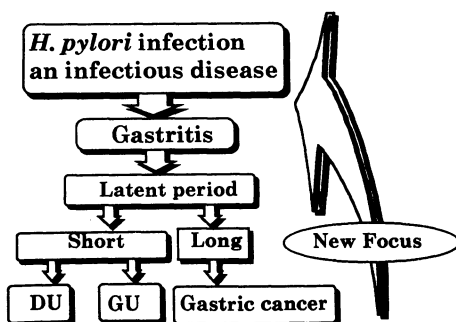 H. pylori infection
an infectious disease
Gastritis
Latent period
Short
Long
New Focus
DU
GU
Gastric cancer